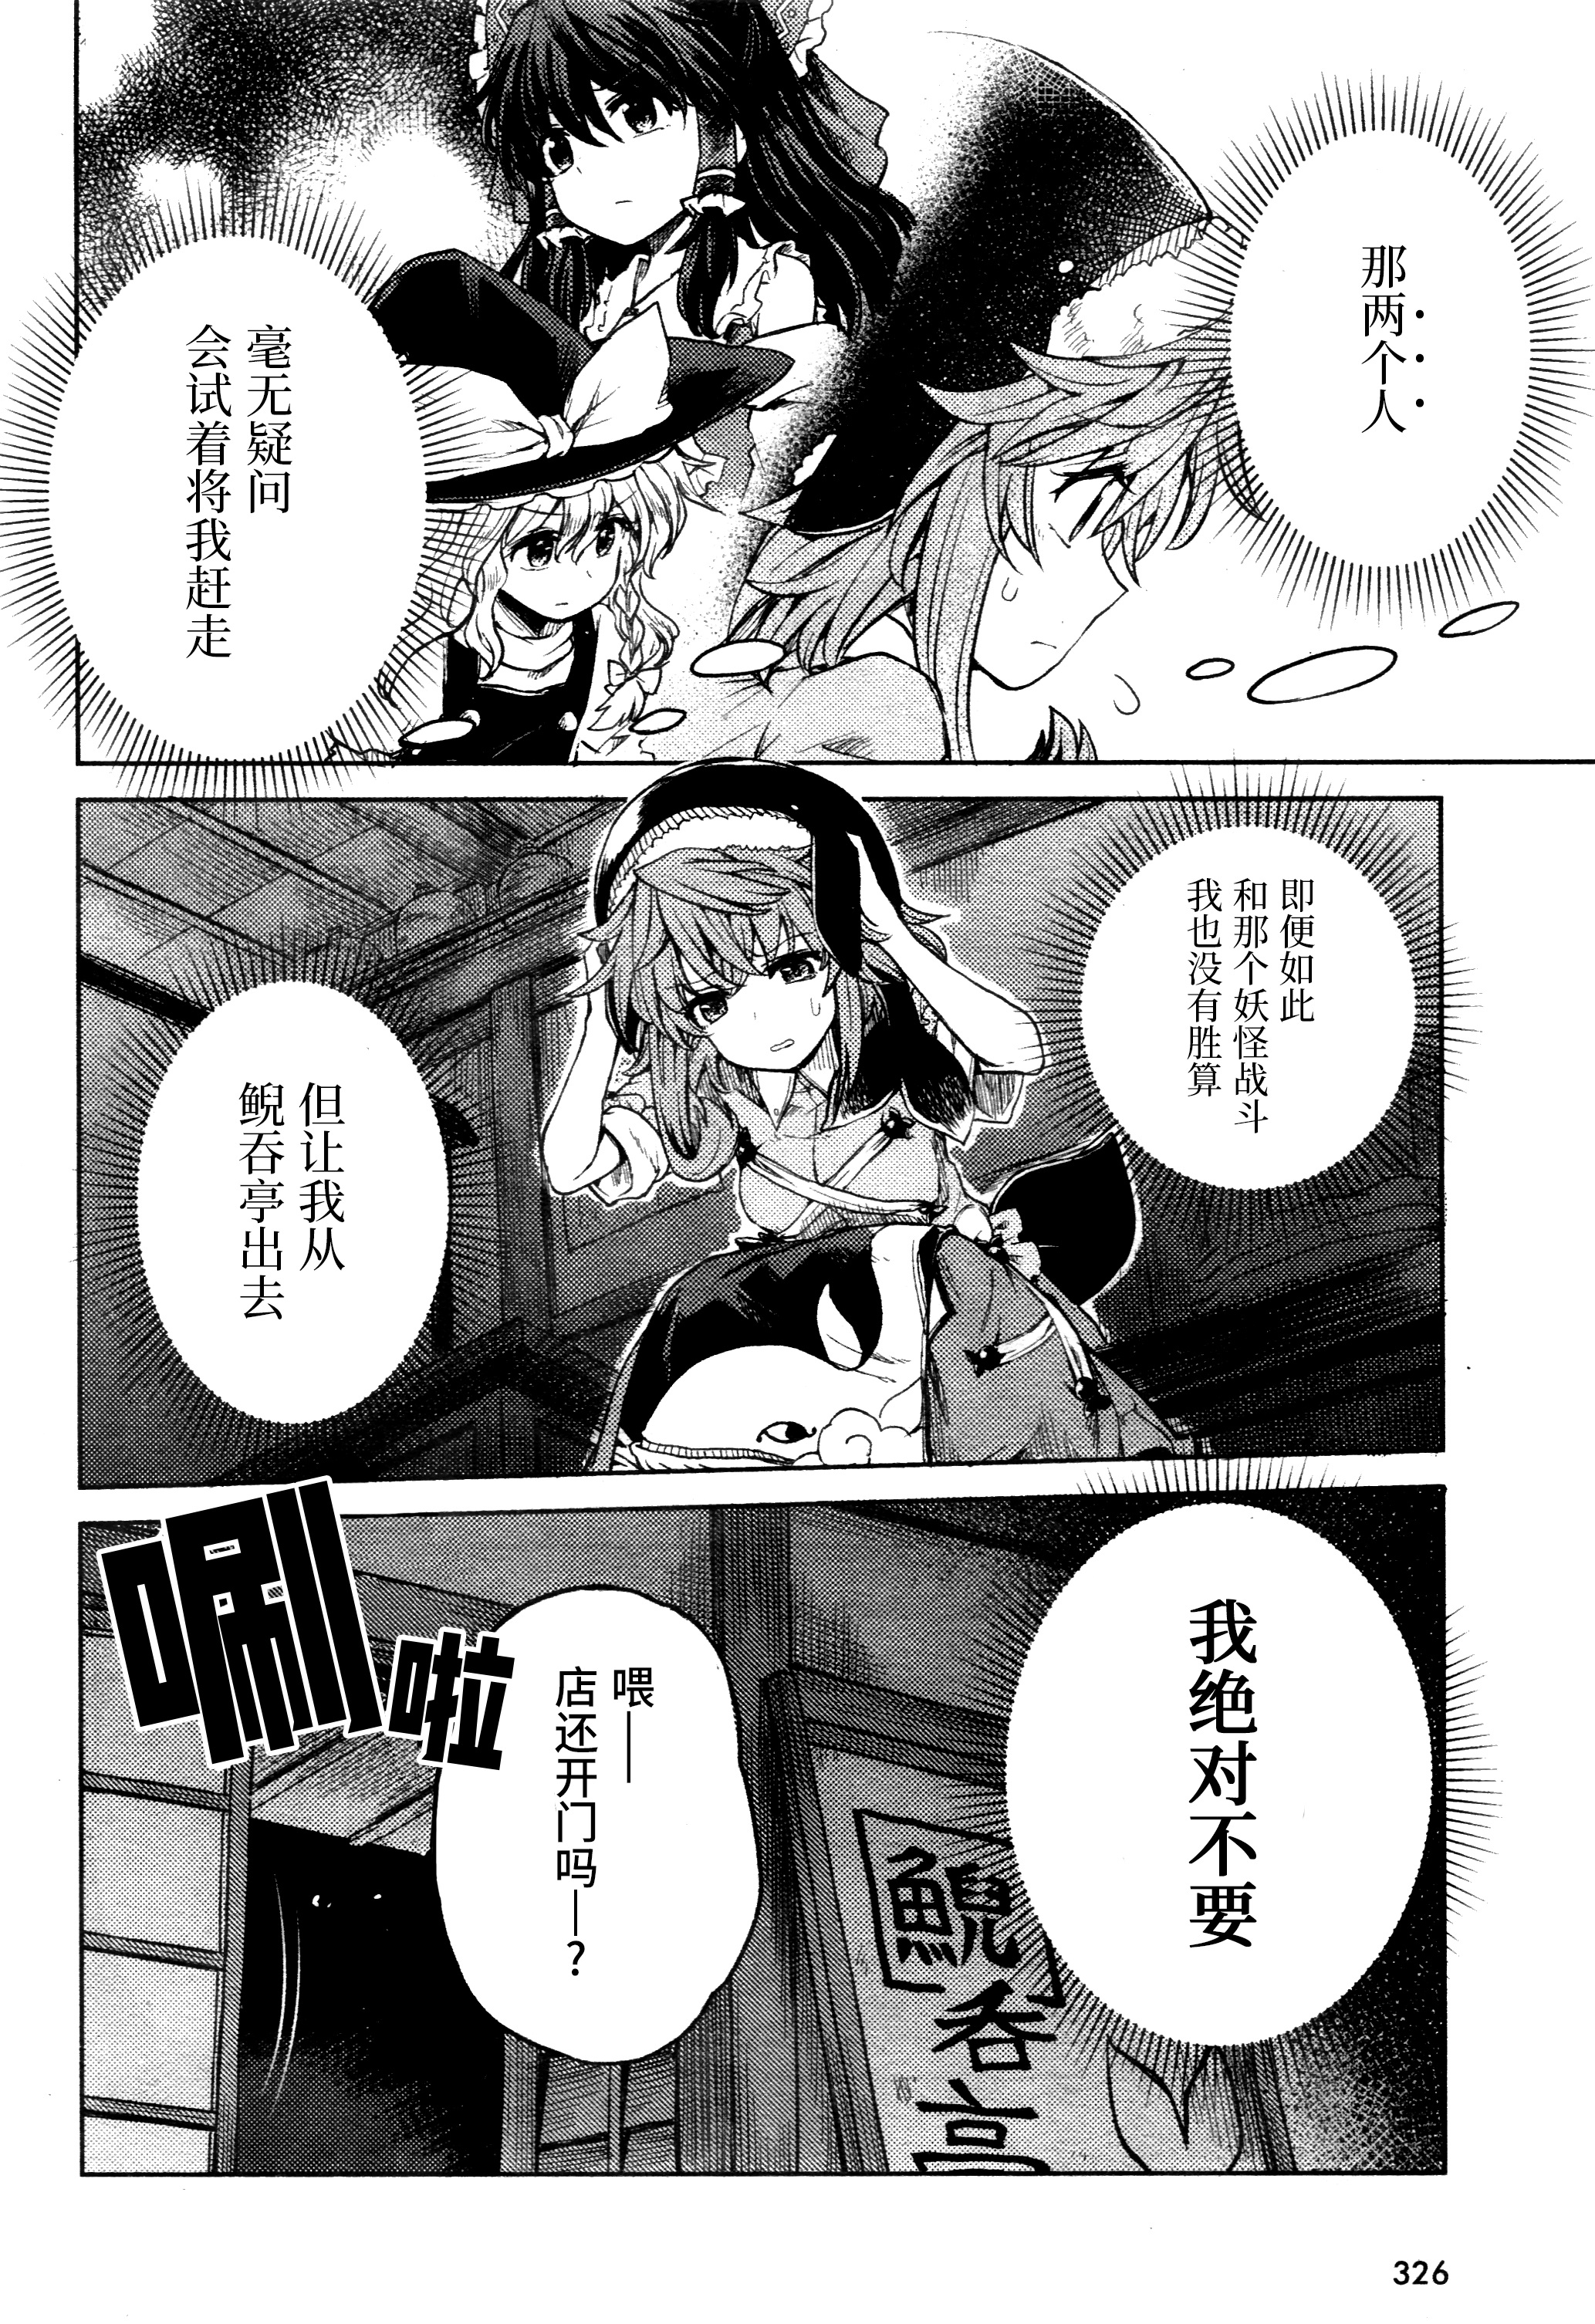 那两个人
毫无疑问
会试着将我赶走
即便如此
和那个妖怪战斗
我也没有胜算
但让我从
鲵吞亭出去
我绝对不要
唰啦
喂——
店还开门吗—?
鯢呑亭
326